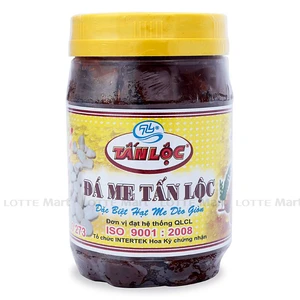 TẤN LỘC®
ĐÁ ME TẤN LỘC
Đặc Biệt Hạt Me Dẻo Giòn
Đơn vị đạt hệ thống QLCL
ISO 9001 : 2008
Tổ chức INTERTEK Hoa Kỳ chứng nhận
273
LOTTE Mart
LOTTE Mart